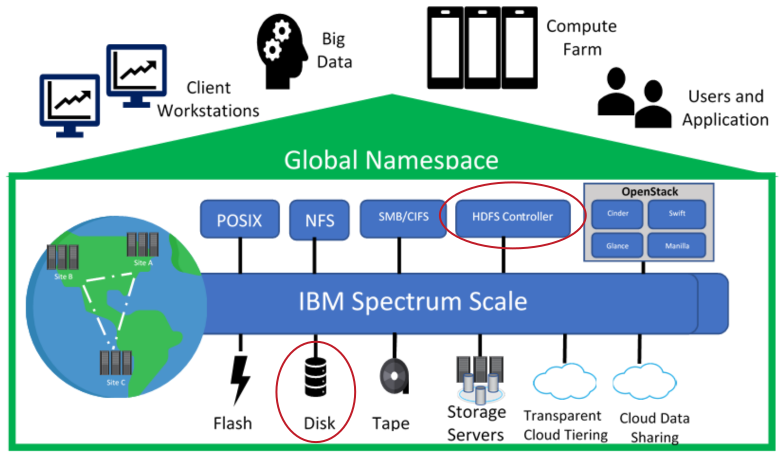 Client
Workstations
Big
Data
Compute
Farm
Users and
Application
Global Namespace
POSIX
NFS
SMB/CIFS
HDFS Controller
OpenStack
Cinder
Swift
Glance
Manilla
Site A
Site B
Site C
IBM Spectrum Scale
Flash
Disk
Tape
Storage
Servers
Transparent
Cloud Tiering
Cloud Data
Sharing